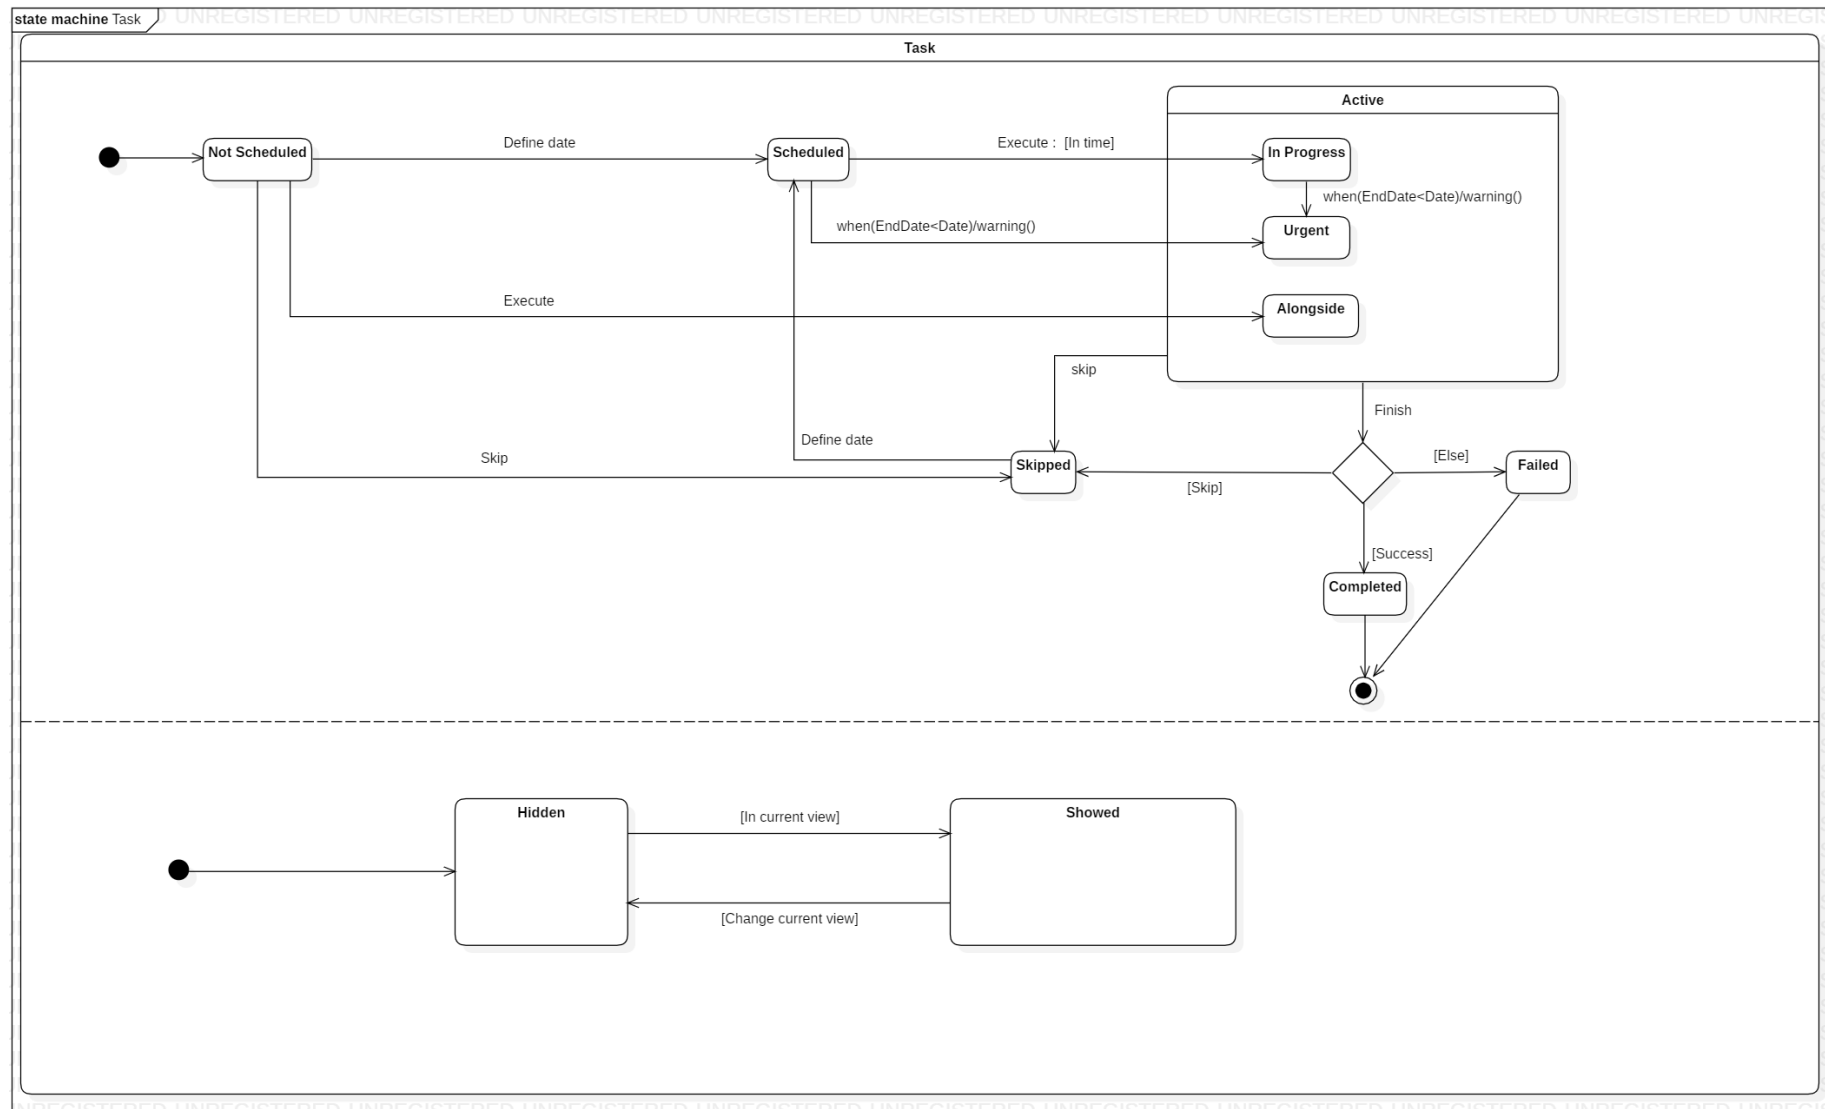 state machine Task
UNREGISTERED UNREGISTERED UNREGISTERED UNREGISTERED UNREGISTERED UNREGISTERED UNREGISTERED UNREGISTERED UNREGISTERED
Task
Active
Not Scheduled
Define date
Scheduled
Execute : [In time]
In Progress
when(EndDate<Date)/warning()
when(EndDate<Date)/warning()
Urgent
Execute
Alongside
skip
Finish
Define date
Skip
Skipped
[Skip]
[Else]
Failed
[Success]
Completed
Hidden
[In current view]
Showed
[Change current view]